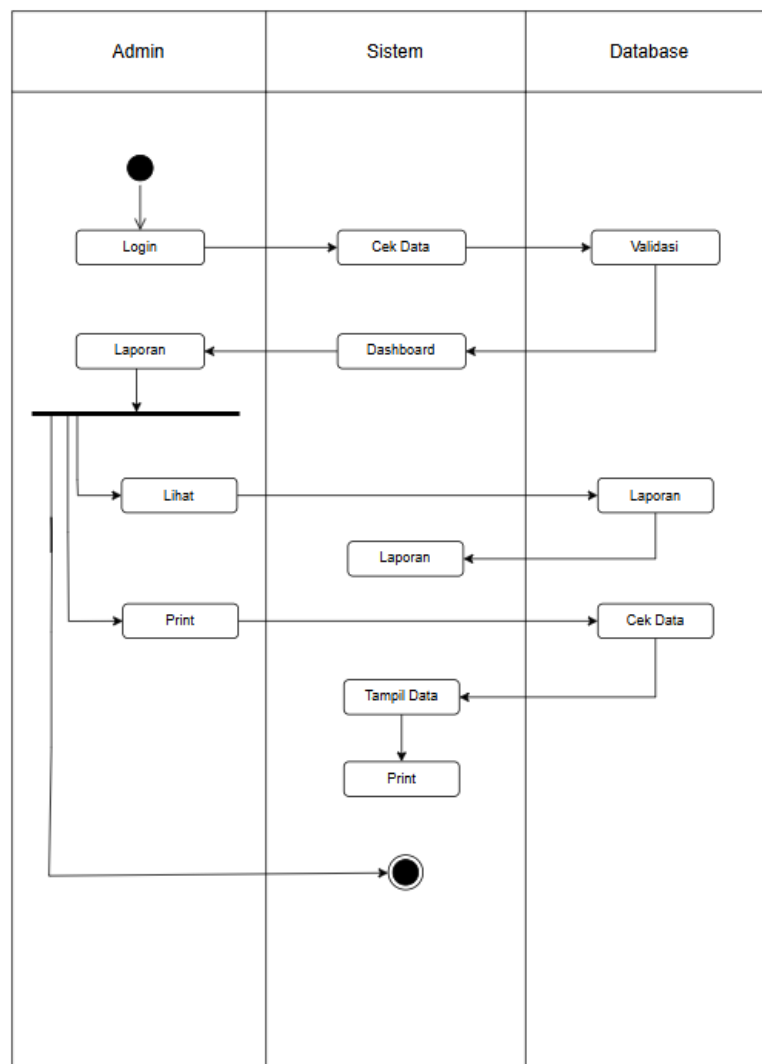 Admin
Sistem
Database
Login
Cek Data
Validasi
Laporan
Dashboard
Lihat
Laporan
Laporan
Print
Cek Data
Tampil Data
Print